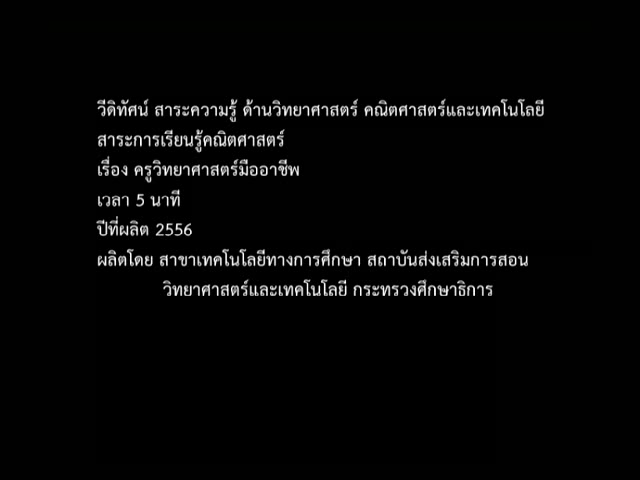 วีดิทัศน์ สาระความรู้ ด้านวิทยาศาสตร์ คณิตศาสตร์และเทคโนโลยี
สาระการเรียนรู้คณิตศาสตร์
เรื่อง ครูวิทยาศาสตร์มืออาชีพ
เวลา 5 นาที
ปีที่ผลิต 2556
ผลิตโดย สาขาเทคโนโลยีทางการศึกษา สถาบันส่งเสริมการสอน
วิทยาศาสตร์และเทคโนโลยี กระทรวงศึกษาธิการ